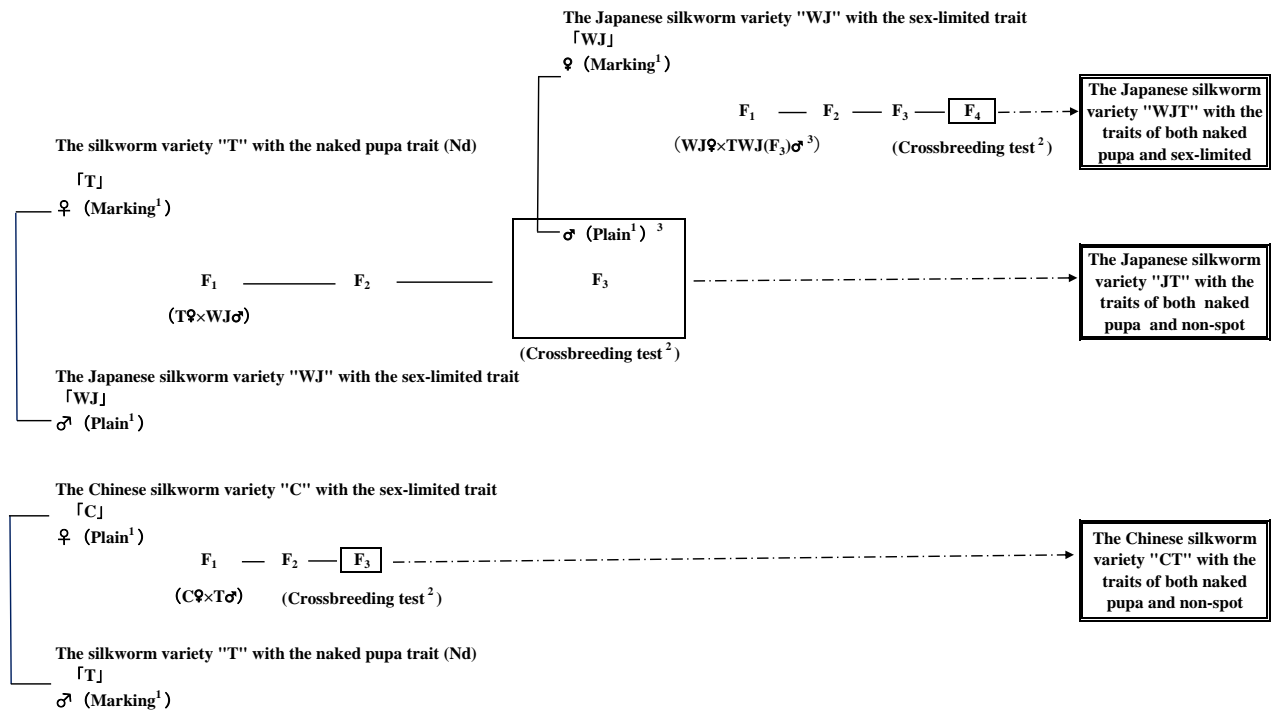 The Japanese silkworm variety "WJ" with the sex-limited trait
「WJ」
♀ （Marking¹）
F₁ — F₂ — F₃ — F₄
（WJ♀×TWJ(F₃)♂ ³）
(Crossbreeding test ²)
The Japanese silkworm
variety "WJT" with the
traits of both naked
pupa and sex-limited
The silkworm variety "T" with the naked pupa trait (Nd)
「T」
♀ （Marking¹）
♂ （Plain¹） ³
F₁ — F₂ — F₃
（T♀×WJ♂）
(Crossbreeding test ²)
The Japanese silkworm
variety "JT" with the
traits of both naked
pupa and non-spot
The Japanese silkworm variety "WJ" with the sex-limited trait
「WJ」
♂ （Plain¹）
The Chinese silkworm variety "C" with the sex-limited trait
「C」
♀ （Plain¹）
F₁ — F₂ — F₃
（C♀×T♂）
(Crossbreeding test ²)
The Chinese silkworm
variety "CT" with the
traits of both naked
pupa and non-spot
The silkworm variety "T" with the naked pupa trait (Nd)
「T」
♂ （Marking¹）